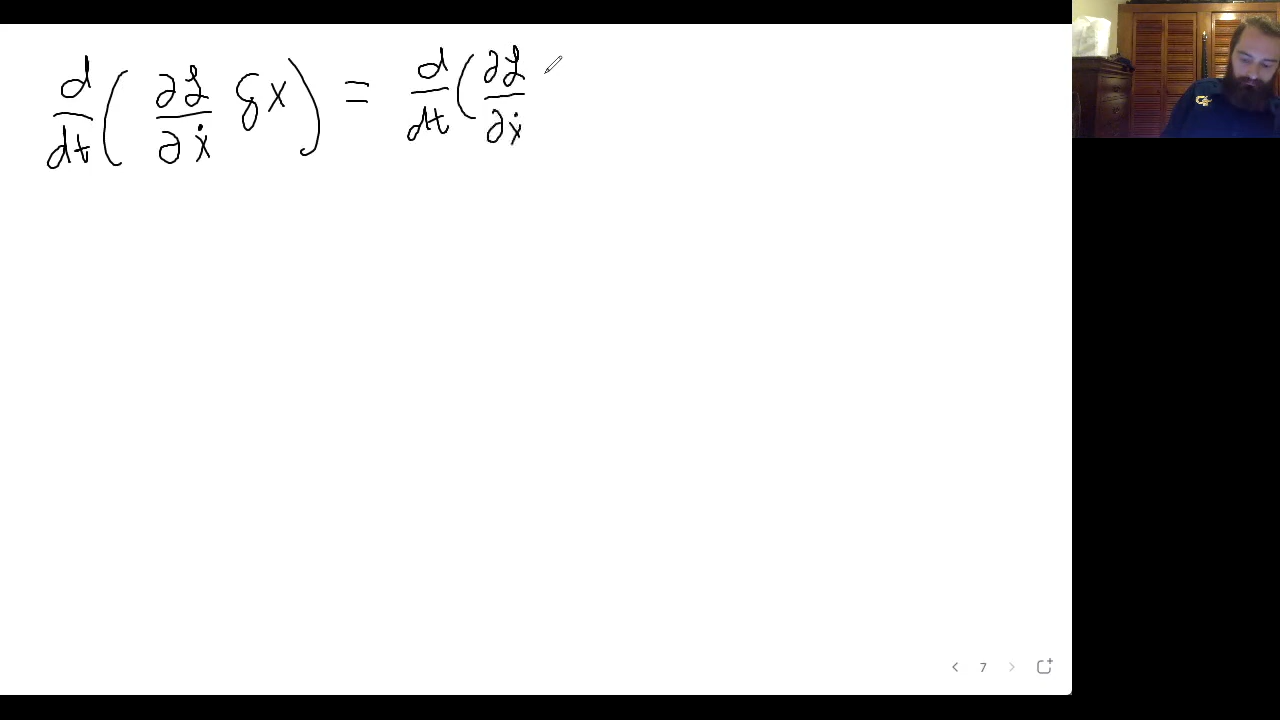 d/dt ( ∂ℒ/∂ẋ δx ) = d/dt ( ∂ℒ/∂ẋ
7